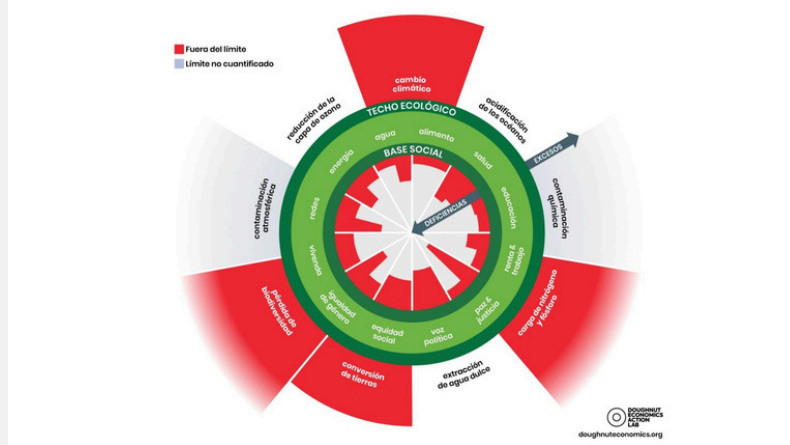 Fuera del límite
Límite no cuantificado
cambio
climático
reducción de la
capa de ozono
acidificación
de los océanos
TECHO ECOLÓGICO
EXCESOS
agua
alimento
energía
salud
BASE SOCIAL
DEFICIENCIAS
redes
educación
contaminación
atmosférica
contaminación
química
vivienda
renta &
trabajo
igualdad
de género
paz &
justicia
equidad
social
voz
política
pérdida de
biodiversidad
carga de nitrógeno
y fósforo
conversión
de tierras
extracción
de agua dulce
DOUGHNUT
ECONOMICS
ACTION
LAB
doughnuteconomics.org